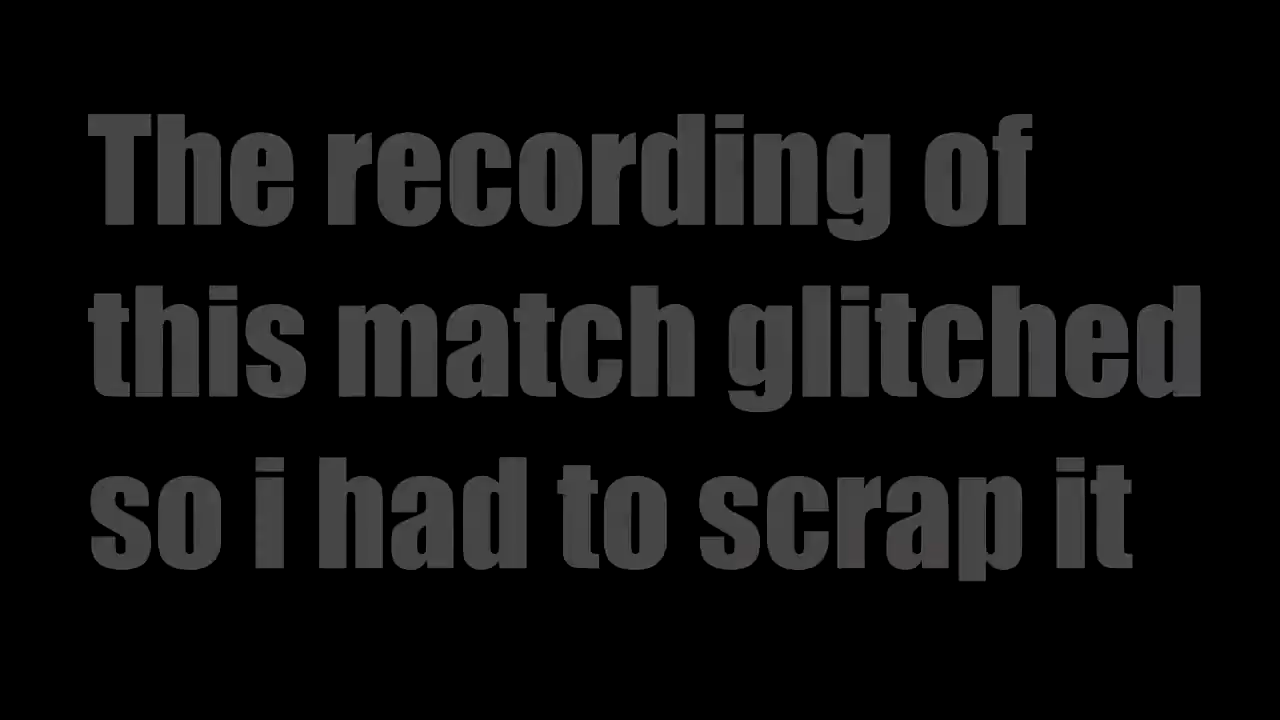 The recording of
this match glitched
so i had to scrap it